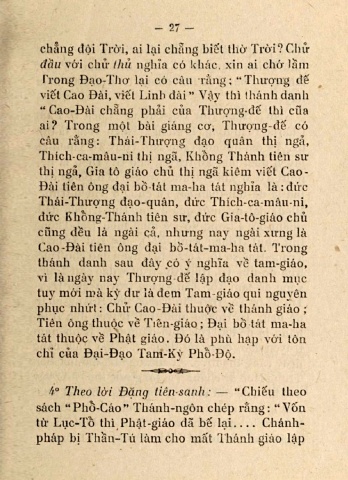 — 27 —
chẳng đội Trời, ai lại chẳng biết thờ Trời? Chữ
đầu với chữ thủ nghĩa có khác, xin ai chớ lầm
Trong Đạo-Thơ lại có câu rằng: "Thượng đế
viết Cao Đài, viết Linh đài" Vậy thì thánh danh
"Cao-Đài chẳng phải của Thượng-đế thì của
ai? Trong một bài giáng cơ, Thượng-đế có
câu rằng: Thái-Thượng đạo quân thị ngã,
Thích-ca-mâu-ni thị ngã, Khổng Thánh tiên sư
thị ngã, Gia tô giáo chủ thị ngã kiêm viết Cao-
Đài tiên ông đại bồ-tát ma-ha tát nghĩa là: đức
Thái-Thượng đạo-quân, đức Thích-ca-mâu-ni,
đức Khổng-Thánh tiên sư, đức Gia-tô-giáo chủ
cũng đều là ngài cả, nhưng nay ngài xưng là
Cao-Đài tiên ông đại bồ-tát-ma-ha tát. Trong
thánh danh sau đây có ý nghĩa về tam-giáo,
vì là ngày nay Thượng-đế lập đạo danh mục
tuy mới mà kỳ dư là đem Tam-giáo qui nguyên
phục nhứt: Chữ Cao-Đài thuộc về thánh giáo;
Tiên ông thuộc về Tiên-giáo; Đại bồ tát ma-ha
tát thuộc về Phật giáo. Đó là phù hạp với tôn
chỉ của Đại-Đạo Tam-Kỳ Phổ-Độ.
4° Theo lời Đặng tiên-sanh: — "Chiếu theo
sách "Phổ-Cáo" Thánh-ngôn chép rằng: "Vốn
từ Lục-Tổ thì Phật-giáo đã bế lại.... Chánh-
pháp bị Thần-Tú làm cho mất Thánh giáo lập